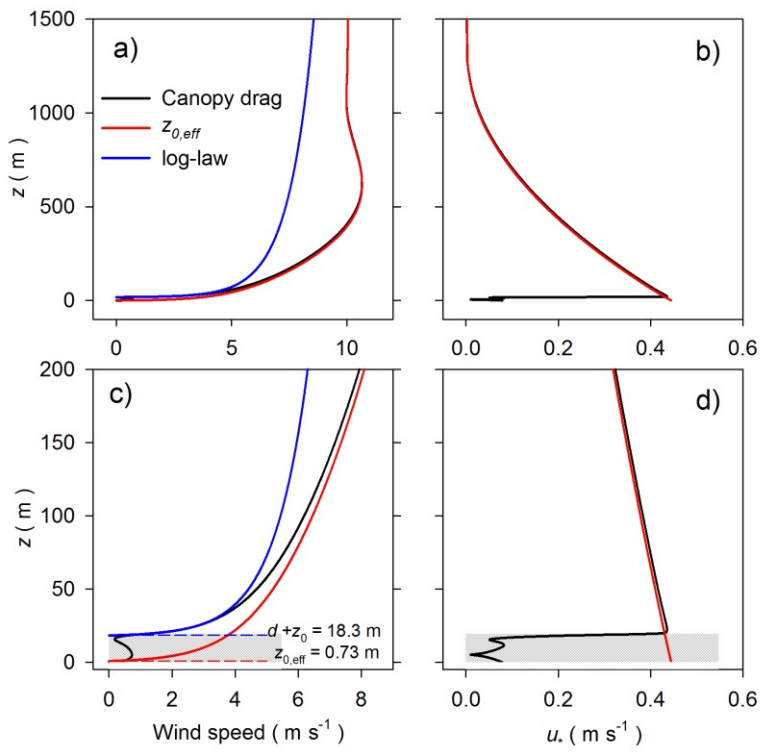 a)
b)
Canopy drag
z0,eff
log-law
z ( m )
1500
1000
500
0
0 5 10
0.0 0.2 0.4 0.6
c)
d)
z ( m )
200
150
100
50
0
d +z0 = 18.3 m
z0,eff = 0.73 m
0 2 4 6 8
0.0 0.2 0.4 0.6
Wind speed ( m s-1)
u* ( m s-1)